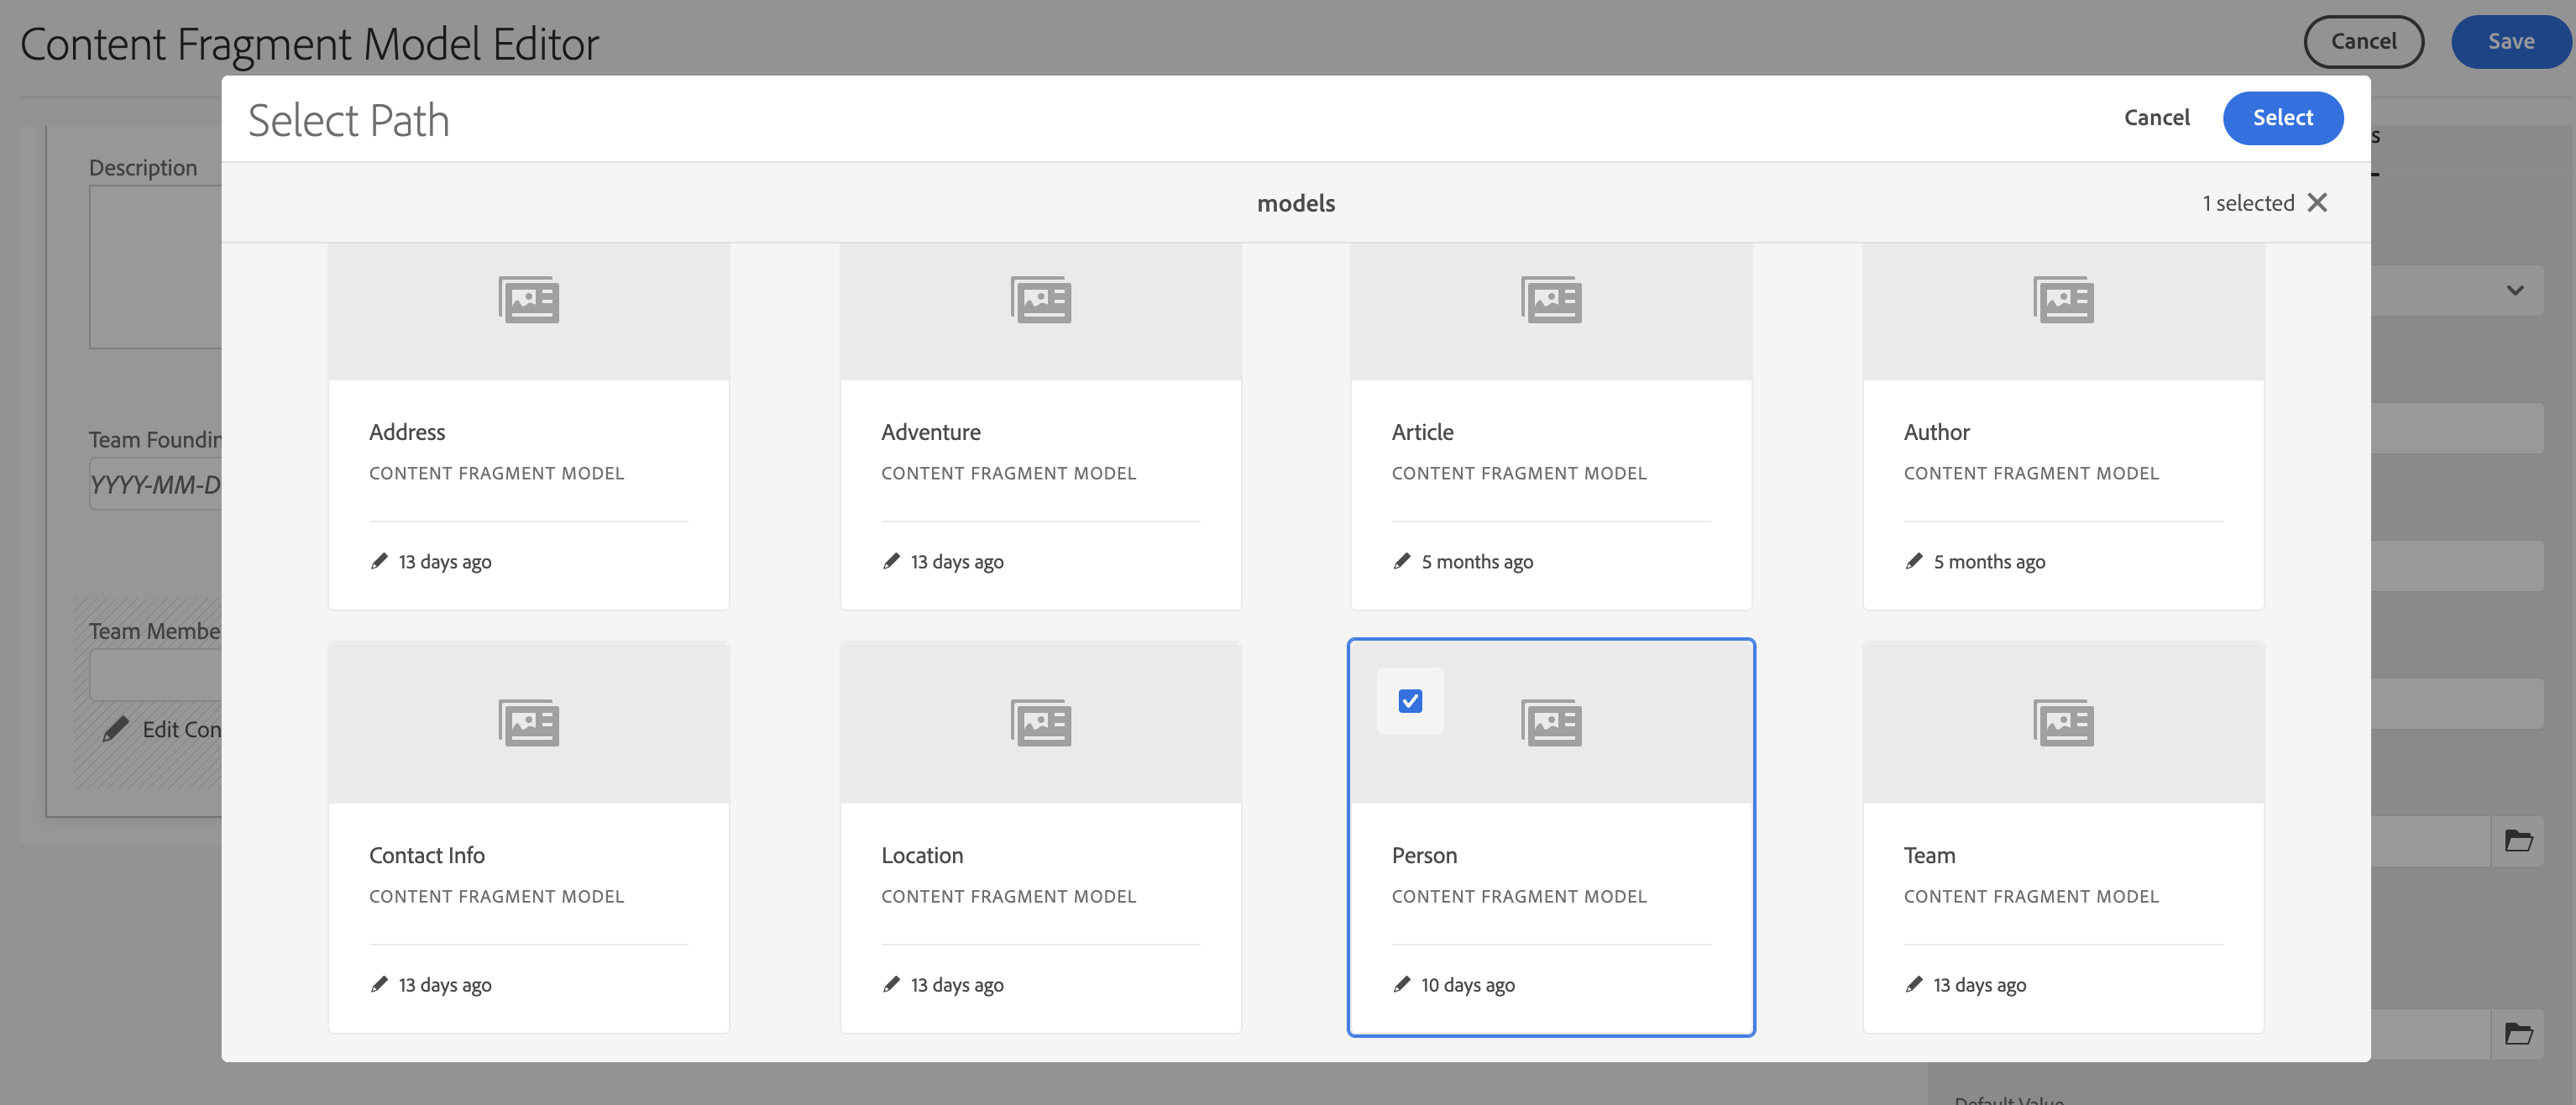 Content Fragment Model Editor
Cancel
Save
Select Path
Cancel
Select
models
1 selected
Description
Team Foundin
YYYY-MM-D
Team Membe
Edit Con
s
Address
CONTENT FRAGMENT MODEL
13 days ago
Adventure
CONTENT FRAGMENT MODEL
13 days ago
Article
CONTENT FRAGMENT MODEL
5 months ago
Author
CONTENT FRAGMENT MODEL
5 months ago
Contact Info
CONTENT FRAGMENT MODEL
13 days ago
Location
CONTENT FRAGMENT MODEL
13 days ago
Person
CONTENT FRAGMENT MODEL
10 days ago
Team
CONTENT FRAGMENT MODEL
13 days ago
Default Value